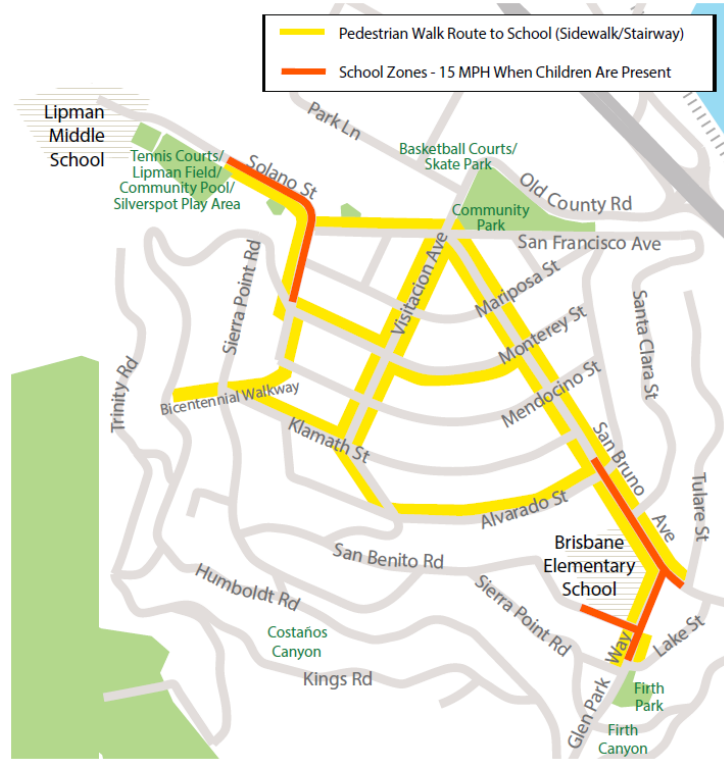 Pedestrian Walk Route to School (Sidewalk/Stairway)
School Zones - 15 MPH When Children Are Present
Lipman
Middle
School
Park Ln
Tennis Courts/
Lipman Field/
Community Pool/
Silverspot Play Area
Solano St
Basketball Courts/
Skate Park
Old County Rd
Community
Park
San Francisco Ave
Visitacion Ave
Sierra Point Rd
Mariposa St
Monterey St
Santa Clara St
Trinity Rd
Bicentennial Walkway
Mendocino St
Klamath St
San Bruno
Ave
Tulare St
Alvarado St
San Benito Rd
Brisbane
Elementary
School
Humboldt Rd
Sierra Point Rd
Costaños
Canyon
Kings Rd
Glen Park Way
Lake St
Firth
Park
Firth
Canyon